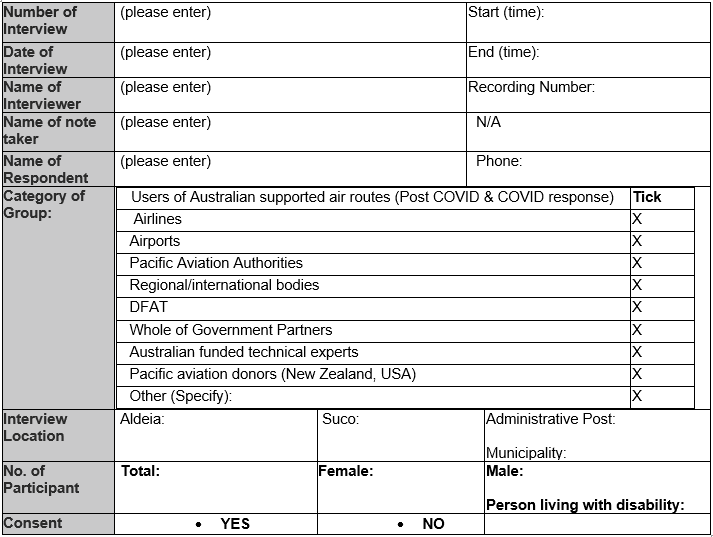 Number of Interview (please enter) Start (time):
Date of Interview (please enter) End (time):
Name of Interviewer (please enter) Recording Number:
Name of note taker (please enter) N/A
Name of Respondent (please enter) Phone:
Category of Group:
Users of Australian supported air routes (Post COVID & COVID response) Tick
Airlines X
Airports X
Pacific Aviation Authorities X
Regional/international bodies X
DFAT X
Whole of Government Partners X
Australian funded technical experts X
Pacific aviation donors (New Zealand, USA) X
Other (Specify): X
Interview Location Aldeia: Suco: Administrative Post:
Municipality:
No. of Participant Total: Female: Male:
Person living with disability:
Consent • YES • NO